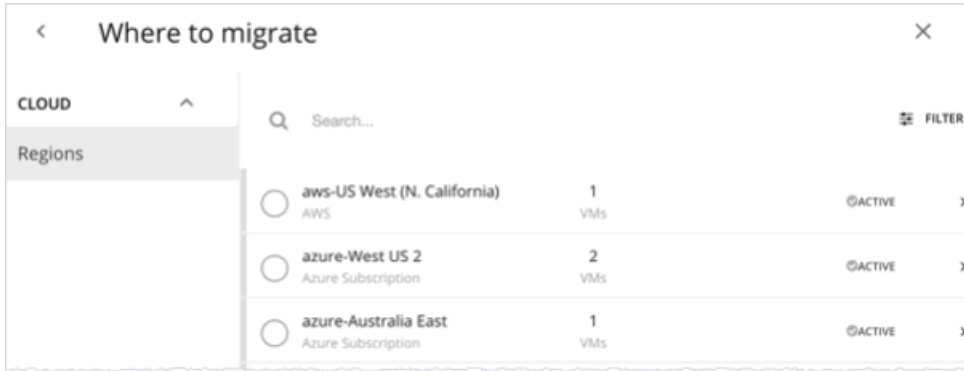 Where to migrate
CLOUD
Search...
FILTER
Regions
aws-US West (N. California) 1
AWS VMs ACTIVE
azure-West US 2 2
Azure Subscription VMs ACTIVE
azure-Australia East 1
Azure Subscription VMs ACTIVE